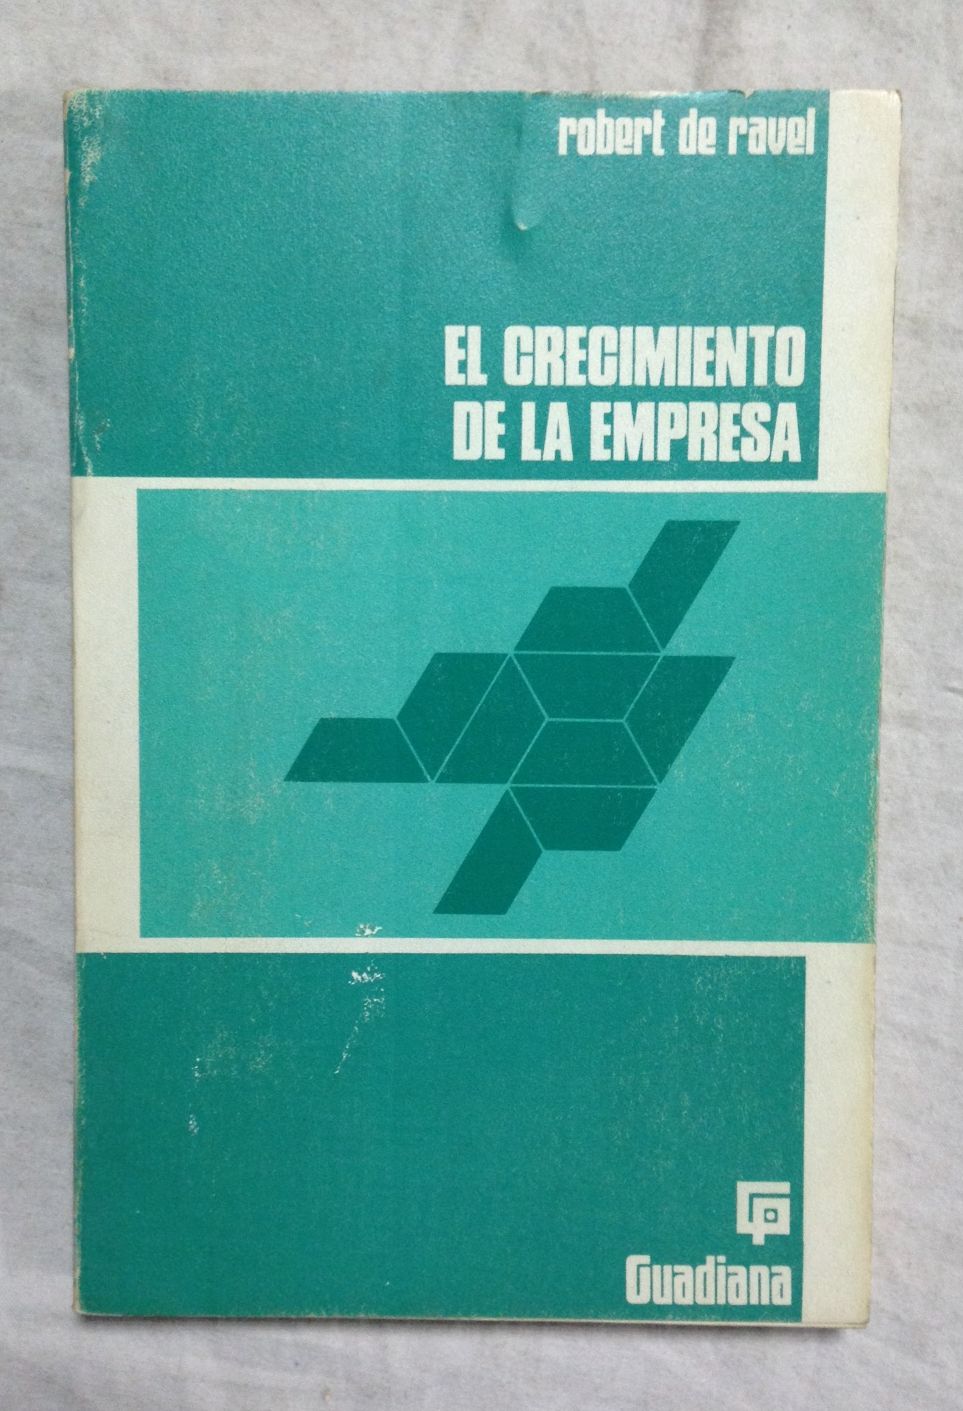 robert de ravel
EL CRECIMIENTO
DE LA EMPRESA
Guadiana